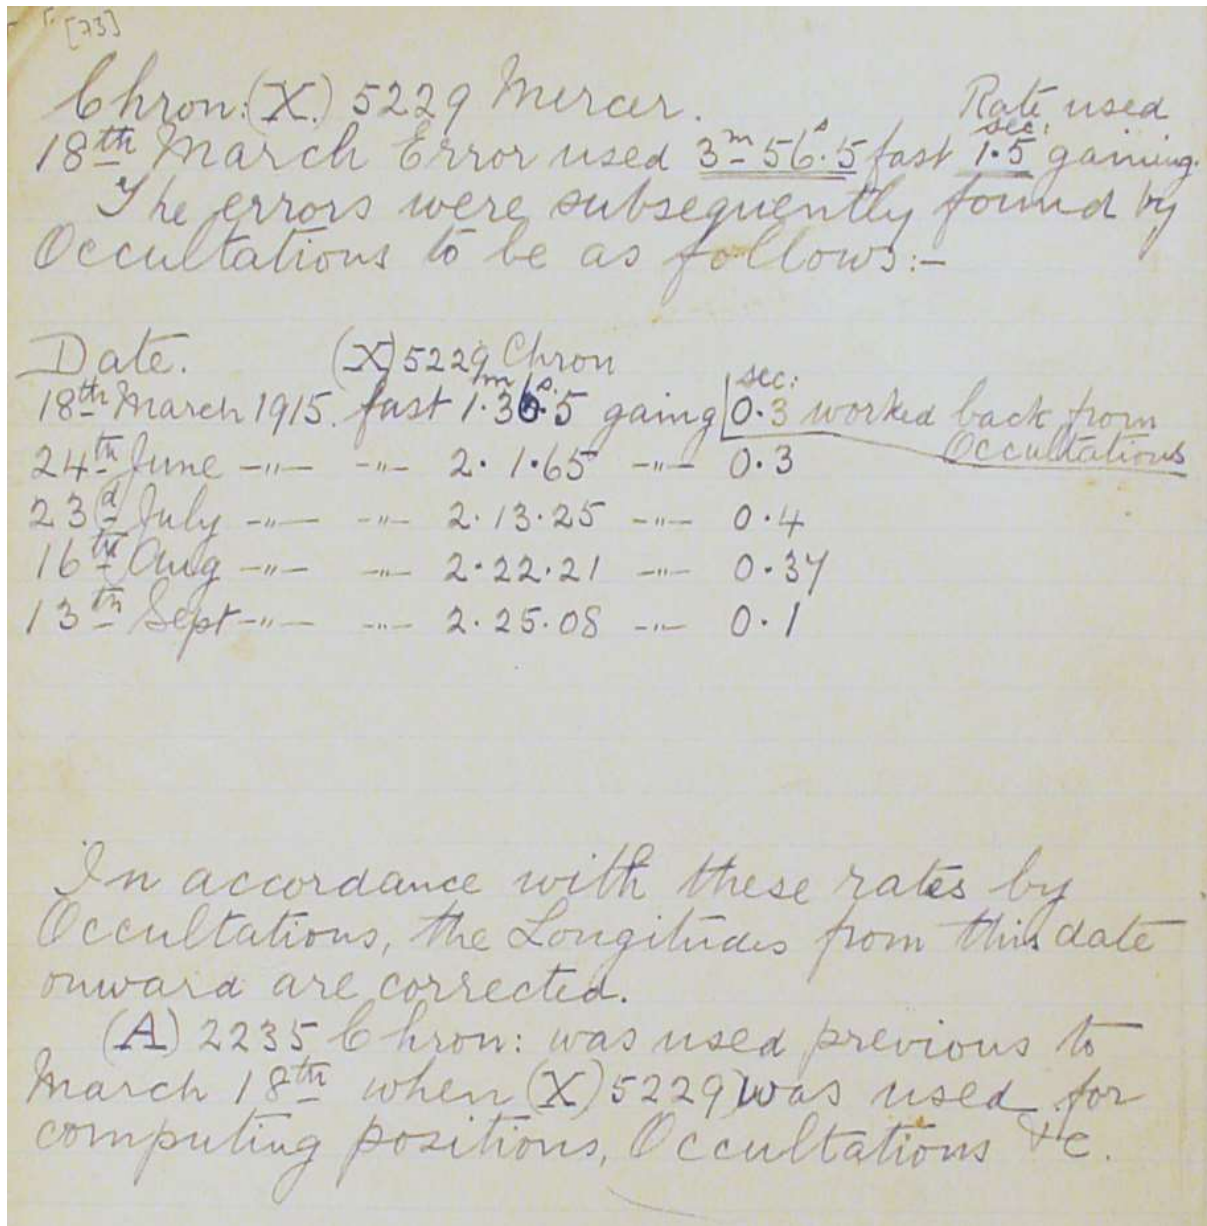 [73]
Chron: (X.) 5229 Mercer. Rate used
18th March Error used 3m 56.5s fast 1.5 sec: gaining.
The errors were subsequently found by
Occultations to be as follows:-
Date. (X) 5229 Chron
18th March 1915. fast 1.m36.5s. gaing 0.3 sec: worked back from
Occultations
24th June -"- -"- 2. 1.65 -"- 0.3
23d July -"- -"- 2.13.25 -"- 0.4
16th Aug -"- -"- 2.22.21 -"- 0.37
13th Sept -"- -"- 2.25.08 -"- 0.1
In accordance with these rates by
Occultations, the Longitudes from this date
onward are corrected.
(A) 2235 Chron: was used previous to
March 18th when (X) 5229) was used for
computing positions, Occultations &c.